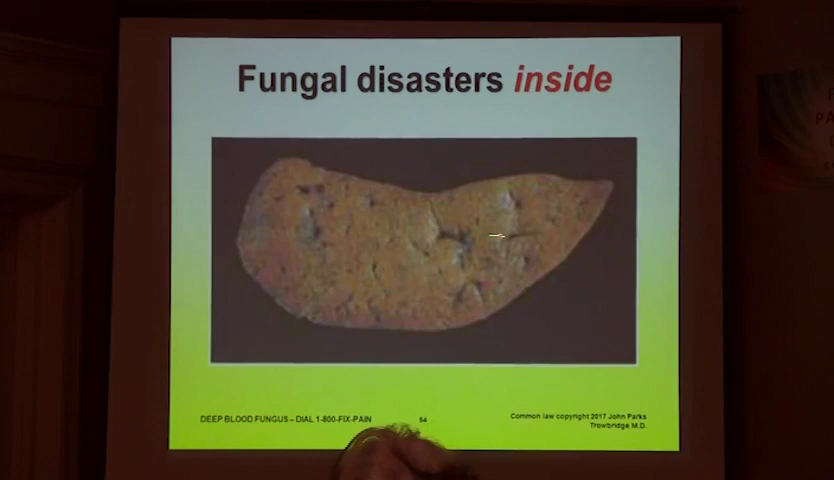 Fungal disasters inside
DEEP BLOOD FUNGUS – DIAL 1-800-FIX-PAIN
54
Common law copyright 2017 John Parks
Trowbridge M.D.